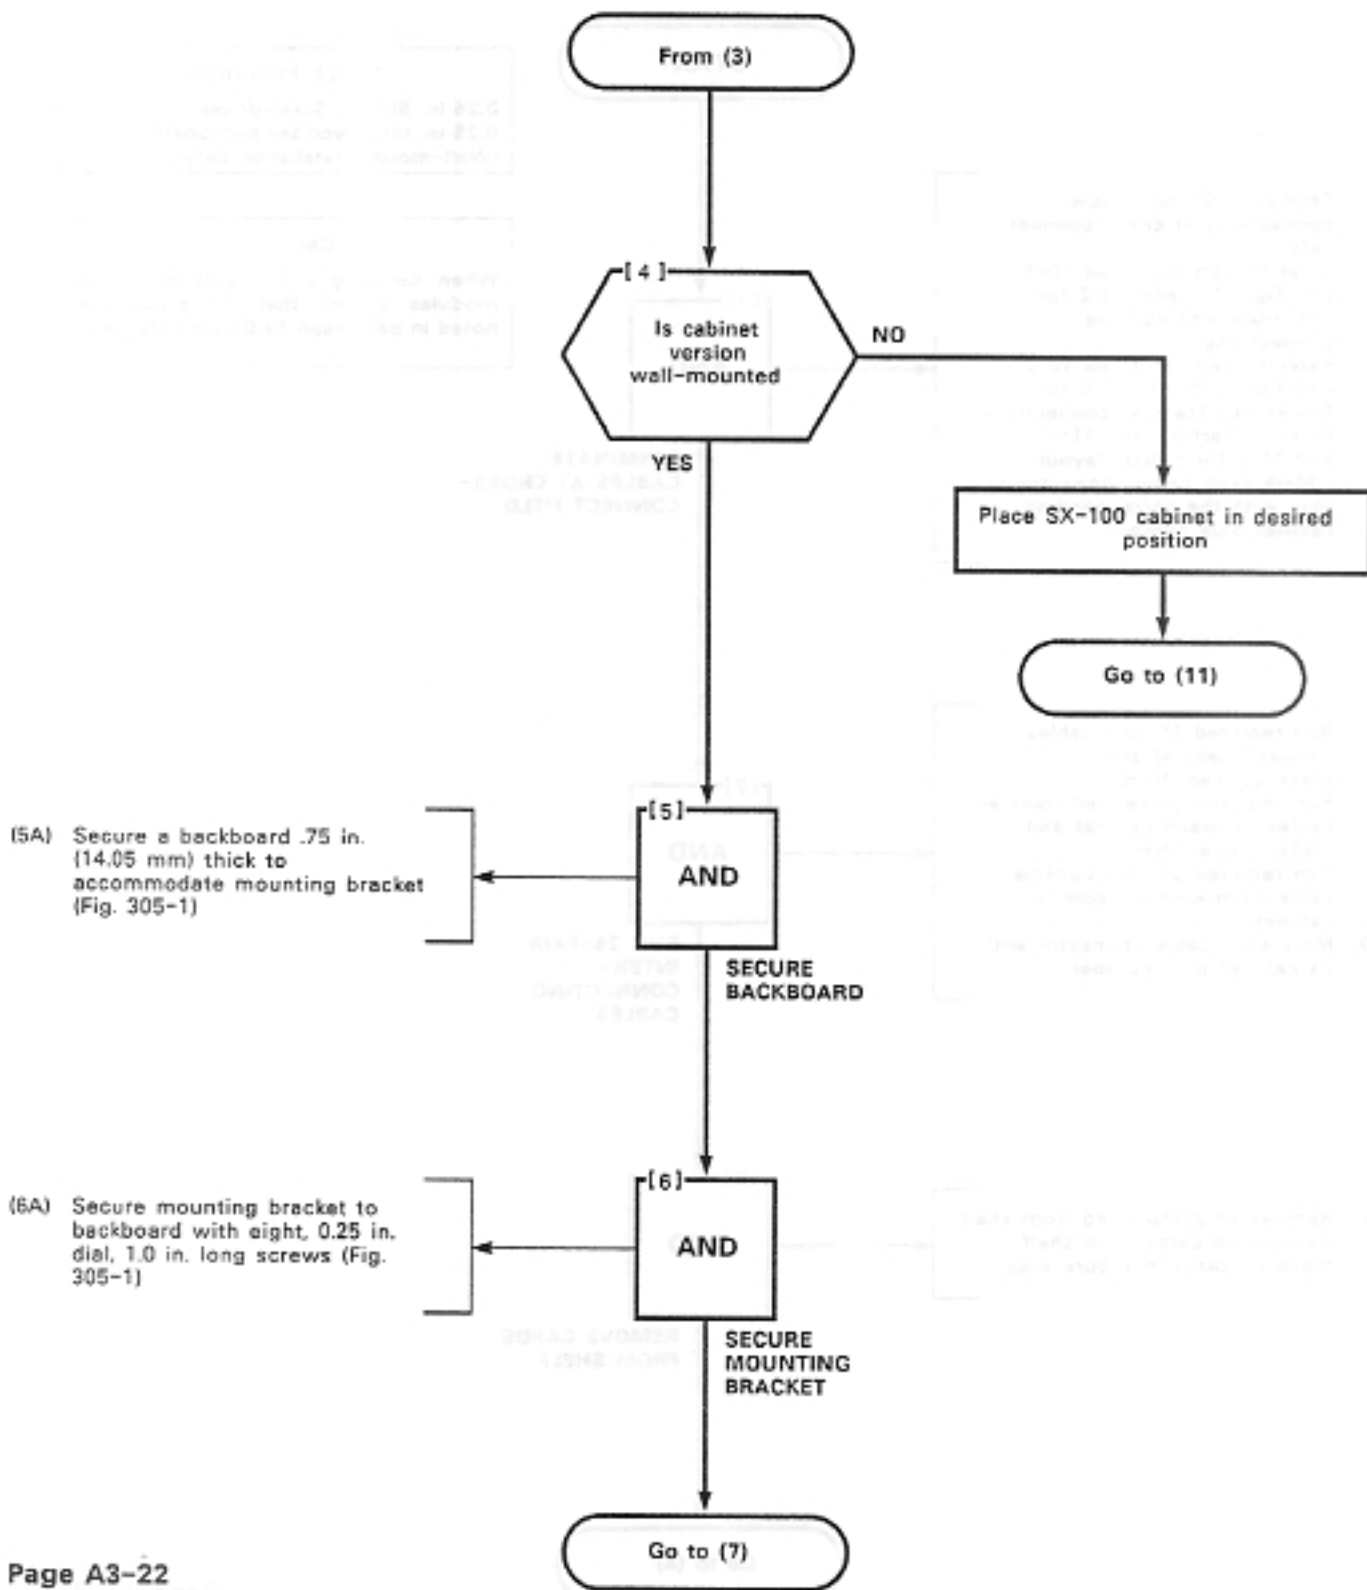 From (3)
[ 4 ]
Is cabinet
version
wall-mounted
NO
YES
Place SX-100 cabinet in desired
position
Go to (11)
[5]
AND
(5A) Secure a backboard .75 in.
(14.05 mm) thick to
accommodate mounting bracket
(Fig. 305-1)
SECURE
BACKBOARD
[6]
AND
(6A) Secure mounting bracket to
backboard with eight, 0.25 in.
dial, 1.0 in. long screws (Fig.
305-1)
SECURE
MOUNTING
BRACKET
Go to (7)
Page A3-22